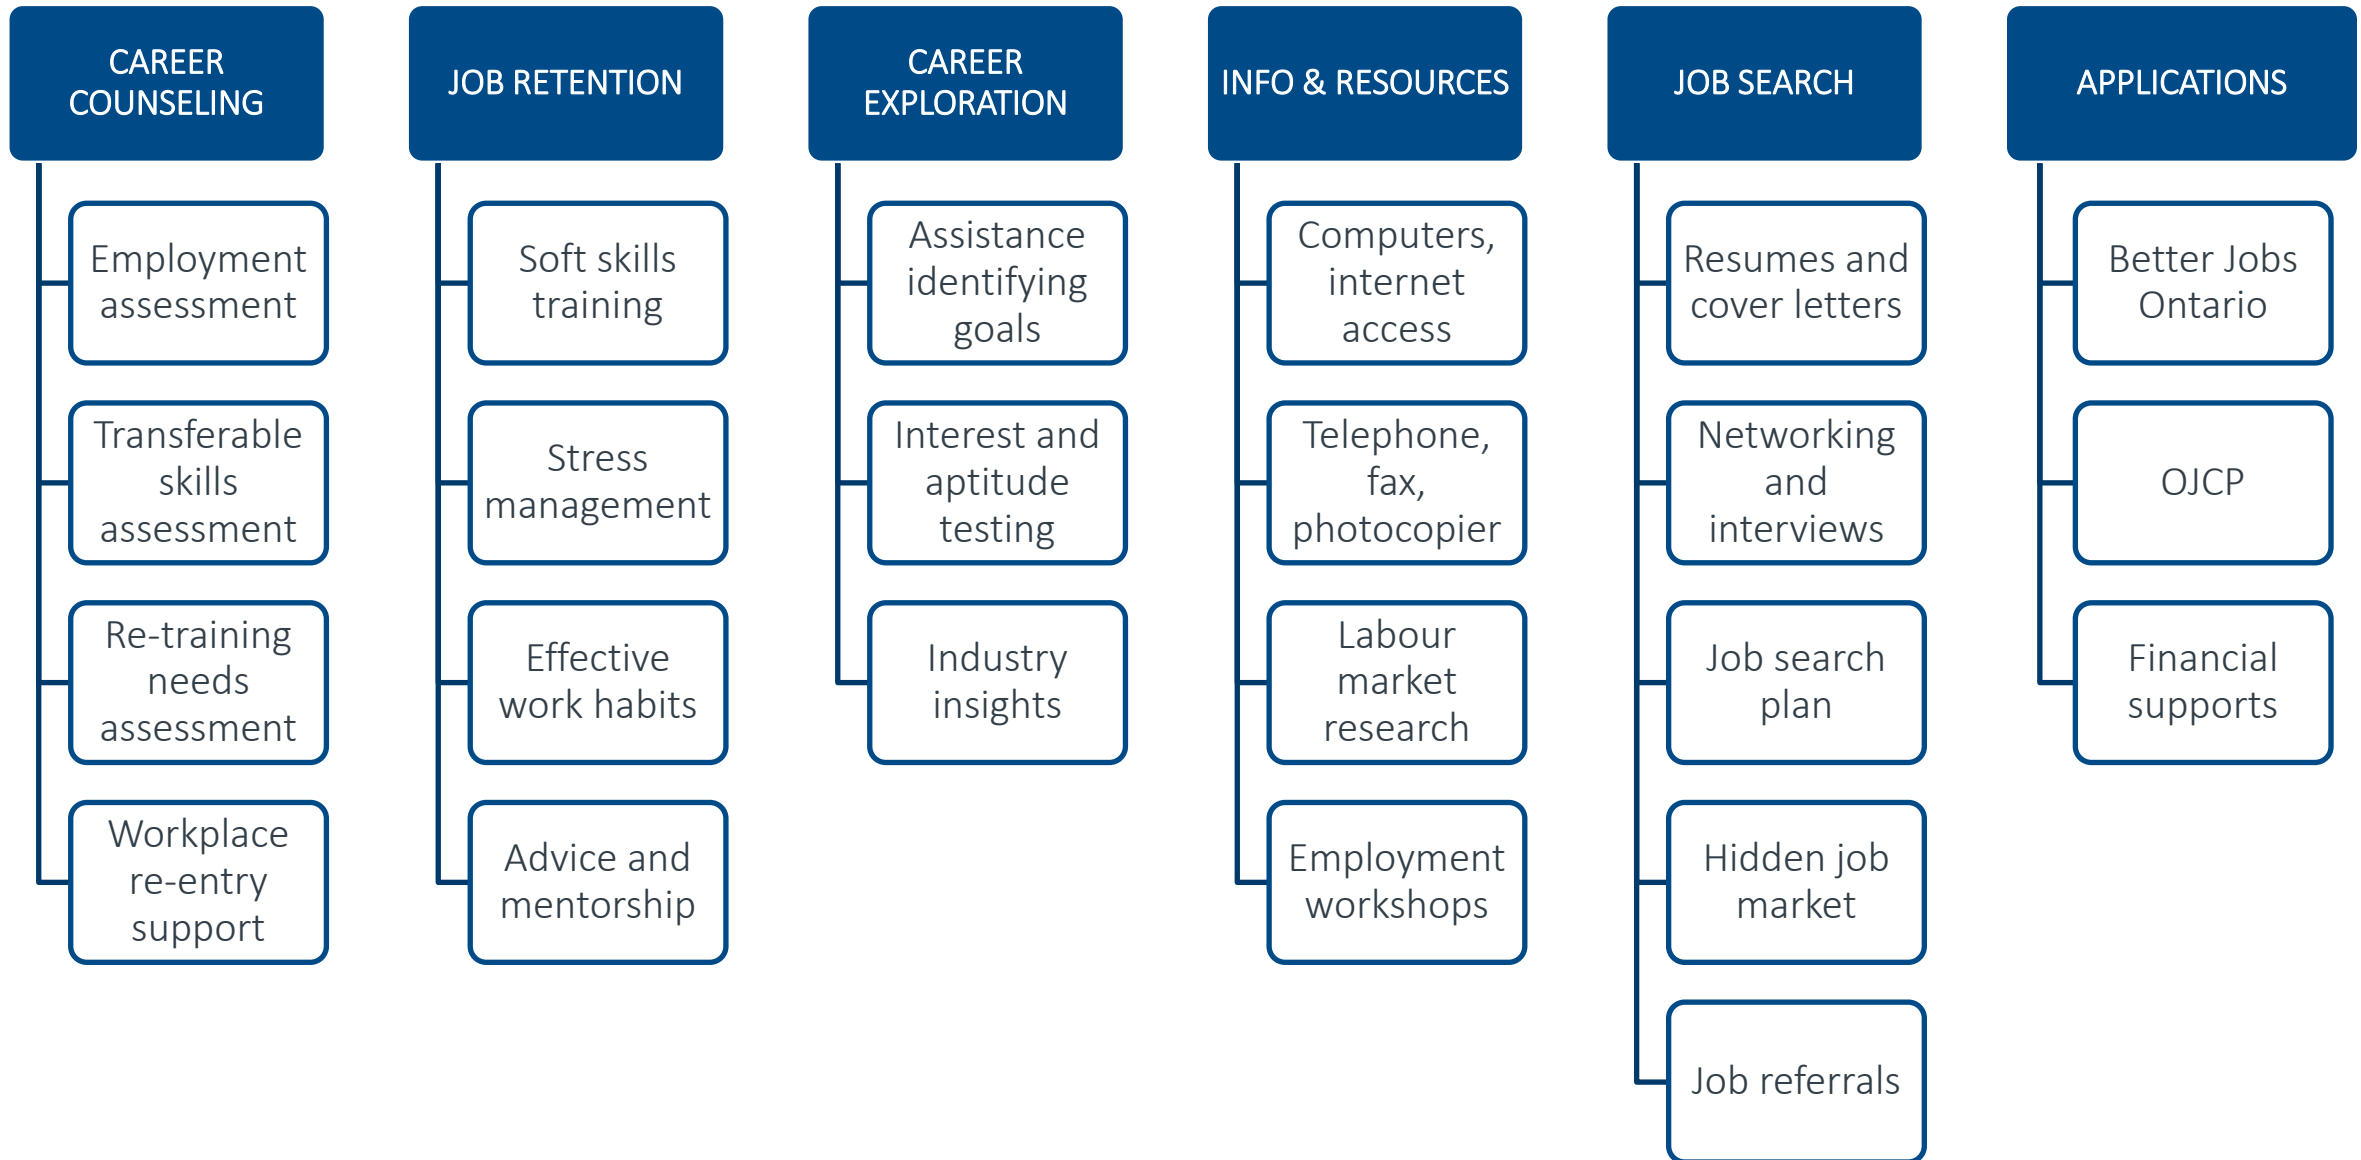 CAREER
COUNSELING
Employment
assessment
Transferable
skills
assessment
Re-training
needs
assessment
Workplace
re-entry
support
JOB RETENTION
Soft skills
training
Stress
management
Effective
work habits
Advice and
mentorship
CAREER
EXPLORATION
Assistance
identifying
goals
Interest and
aptitude
testing
Industry
insights
INFO & RESOURCES
Computers,
internet
access
Telephone,
fax,
photocopier
Labour
market
research
Employment
workshops
JOB SEARCH
Resumes and
cover letters
Networking
and
interviews
Job search
plan
Hidden job
market
Job referrals
APPLICATIONS
Better Jobs
Ontario
OJCP
Financial
supports